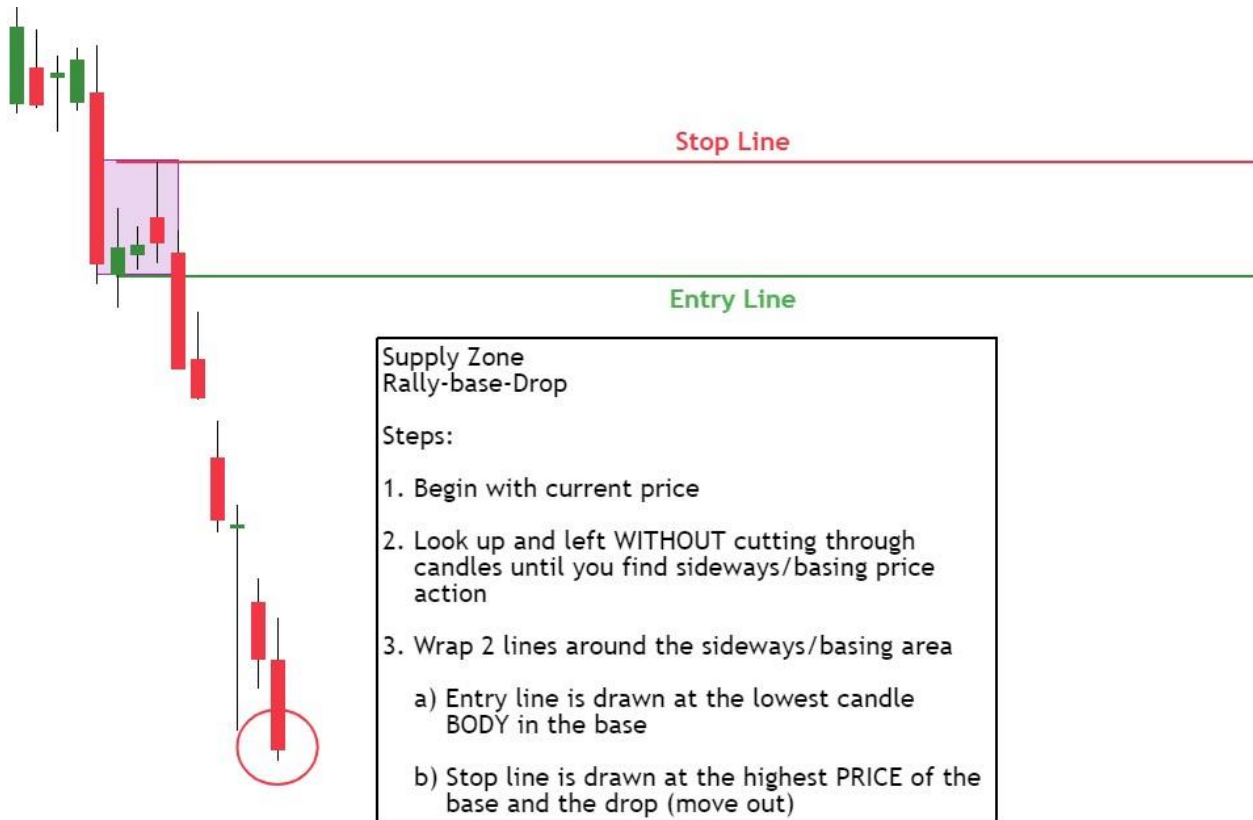 Stop Line
Entry Line
Supply Zone
Rally-base-Drop
Steps:
1. Begin with current price
2. Look up and left WITHOUT cutting through
candles until you find sideways/basing price
action
3. Wrap 2 lines around the sideways/basing area
a) Entry line is drawn at the lowest candle
BODY in the base
b) Stop line is drawn at the highest PRICE of the
base and the drop (move out)